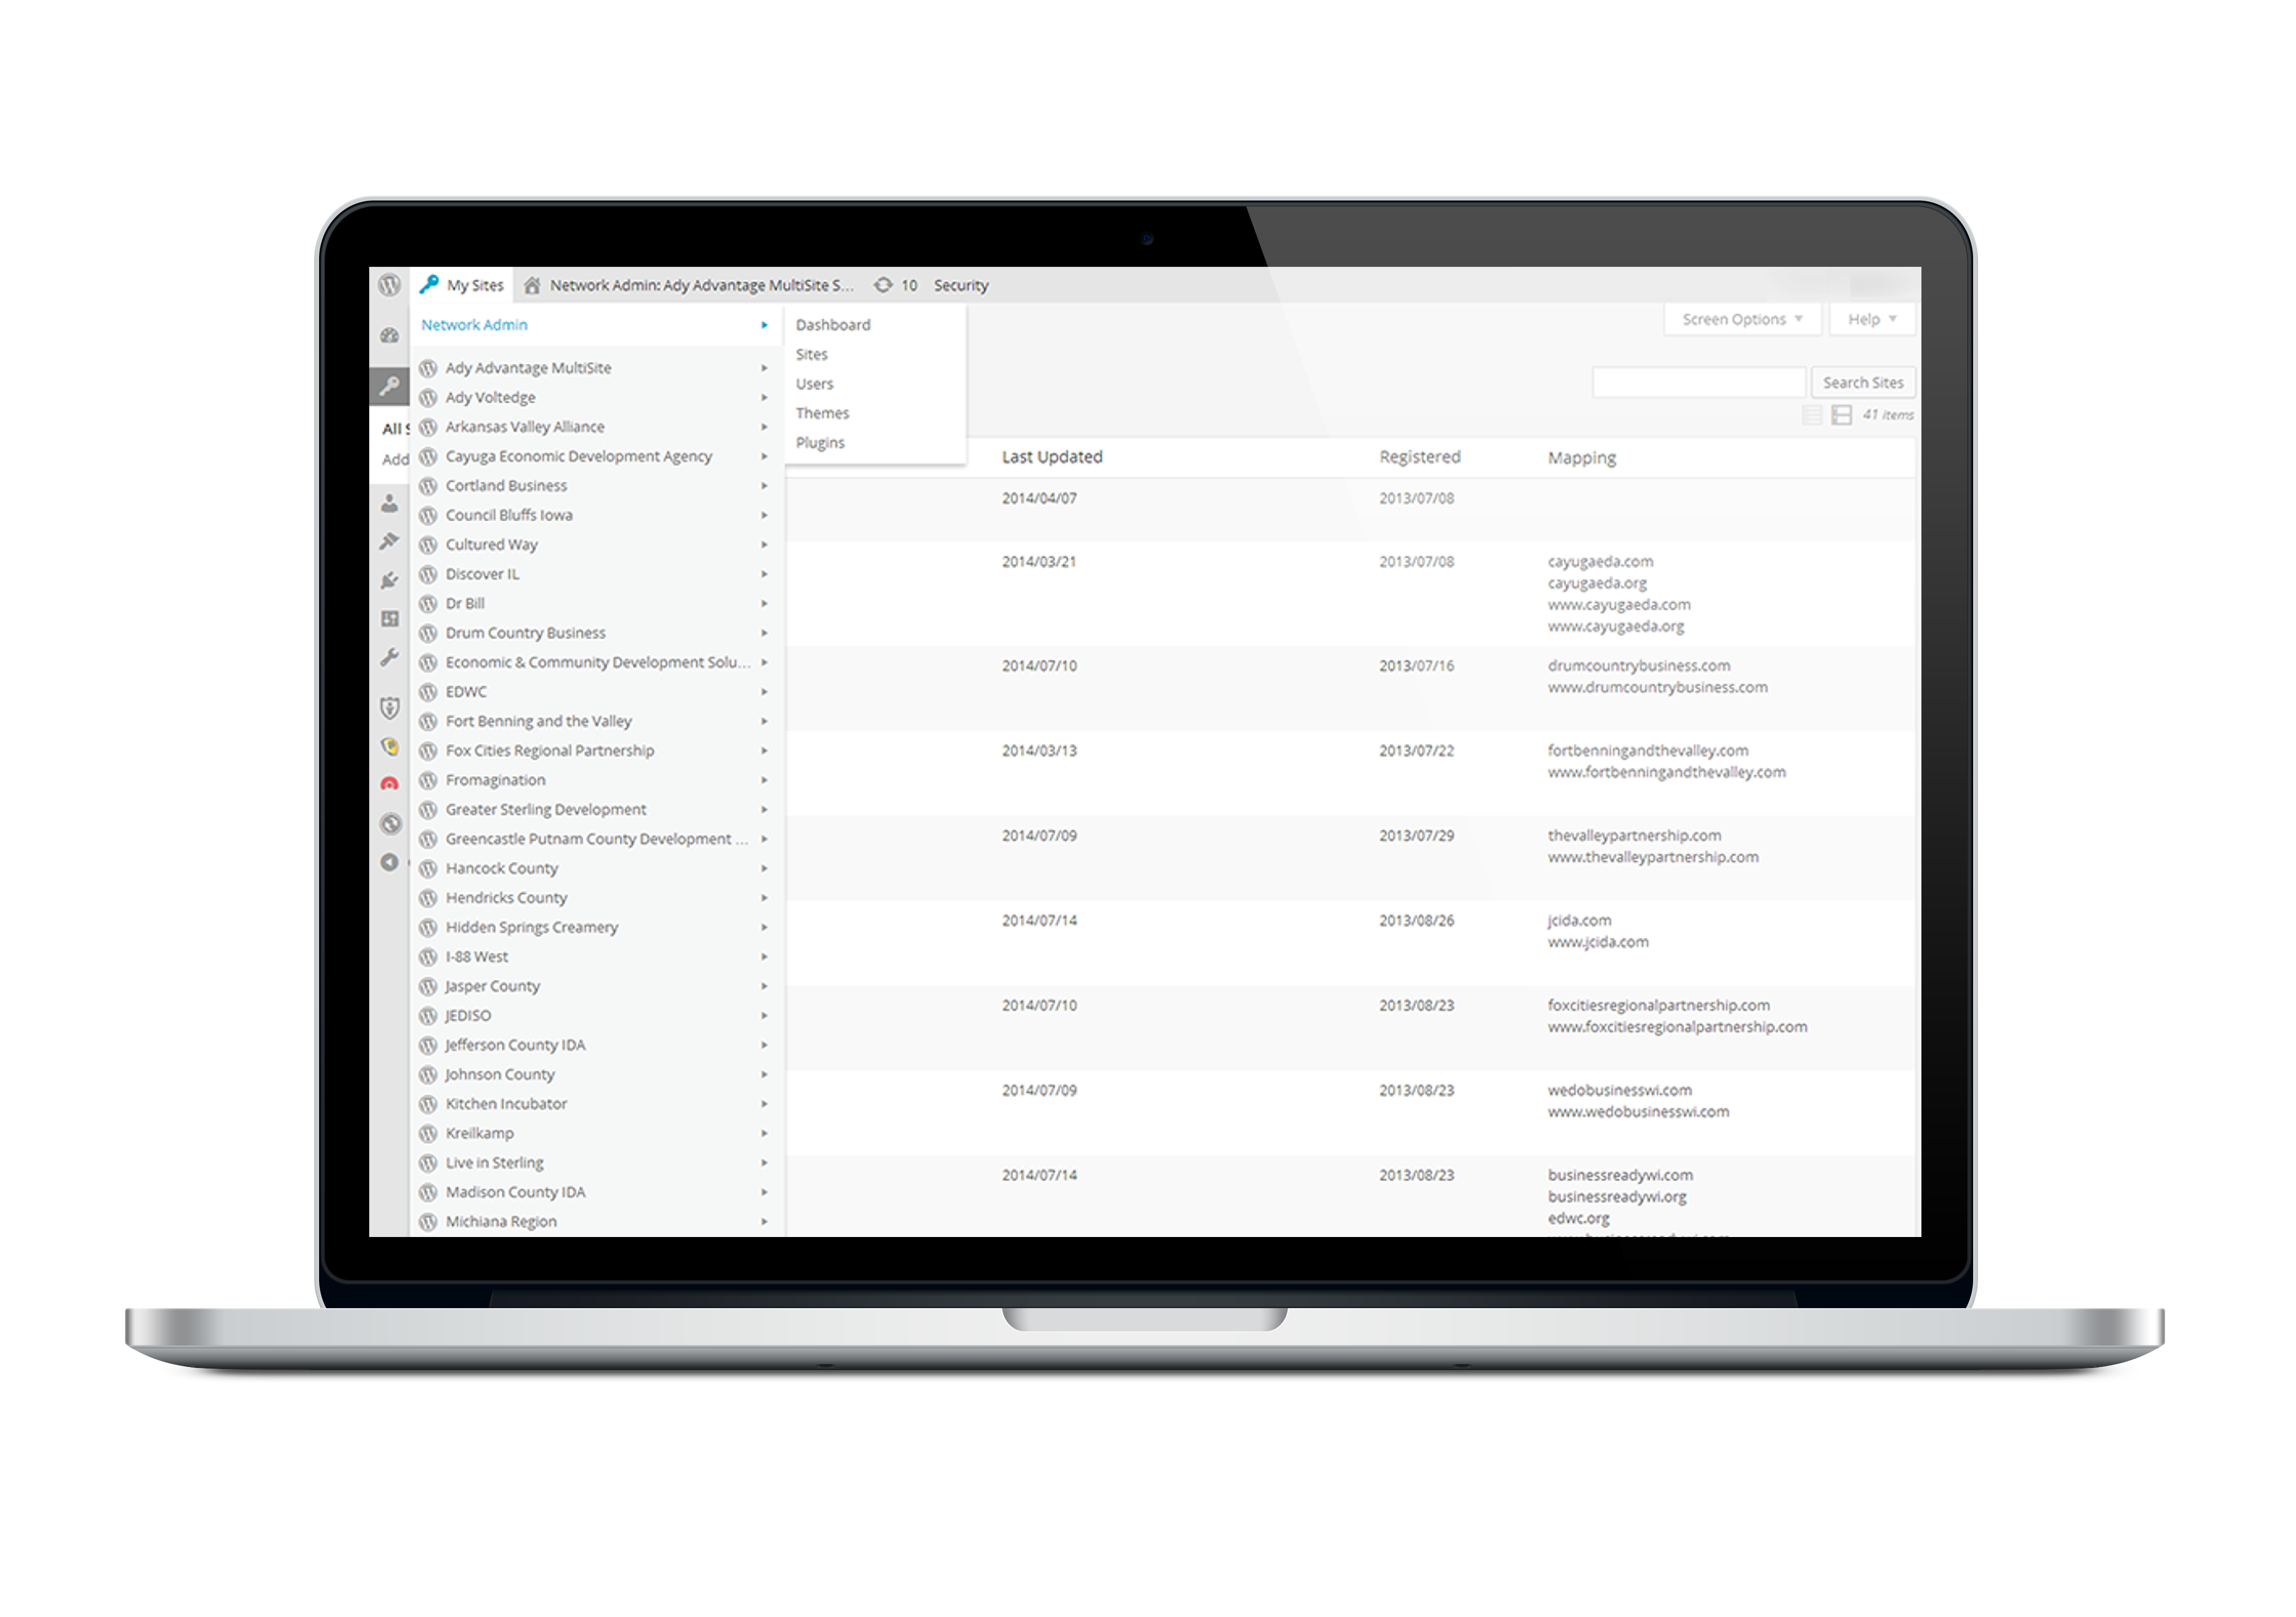 My Sites
Network Admin: Ady Advantage MultiSite S...
10
Security
Network Admin
Dashboard
Sites
Users
Themes
Plugins
Screen Options
Help
Search Sites
41 items
All
Add
Ady Advantage MultiSite
Ady Voltedge
Arkansas Valley Alliance
Cayuga Economic Development Agency
Cortland Business
Council Bluffs Iowa
Cultured Way
Discover IL
Dr Bill
Drum Country Business
Economic & Community Development Solu...
EDWC
Fort Benning and the Valley
Fox Cities Regional Partnership
Fromagination
Greater Sterling Development
Greencastle Putnam County Development ...
Hancock County
Hendricks County
Hidden Springs Creamery
I-88 West
Jasper County
JEDISO
Jefferson County IDA
Johnson County
Kitchen Incubator
Kreilkamp
Live in Sterling
Madison County IDA
Michiana Region
Last Updated Registered Mapping
2014/04/07 2013/07/08
2014/03/21 2013/07/08 cayugaeda.com
cayugaeda.org
www.cayugaeda.com
www.cayugaeda.org
2014/07/10 2013/07/16 drumcountrybusiness.com
www.drumcountrybusiness.com
2014/03/13 2013/07/22 fortbenningandthevalley.com
www.fortbenningandthevalley.com
2014/07/09 2013/07/29 thevalleypartnership.com
www.thevalleypartnership.com
2014/07/14 2013/08/26 jcida.com
www.jcida.com
2014/07/10 2013/08/23 foxcitiesregionalpartnership.com
www.foxcitiesregionalpartnership.com
2014/07/09 2013/08/23 wedobusinesswi.com
www.wedobusinesswi.com
2014/07/14 2013/08/23 businessreadywi.com
businessreadywi.org
edwc.org